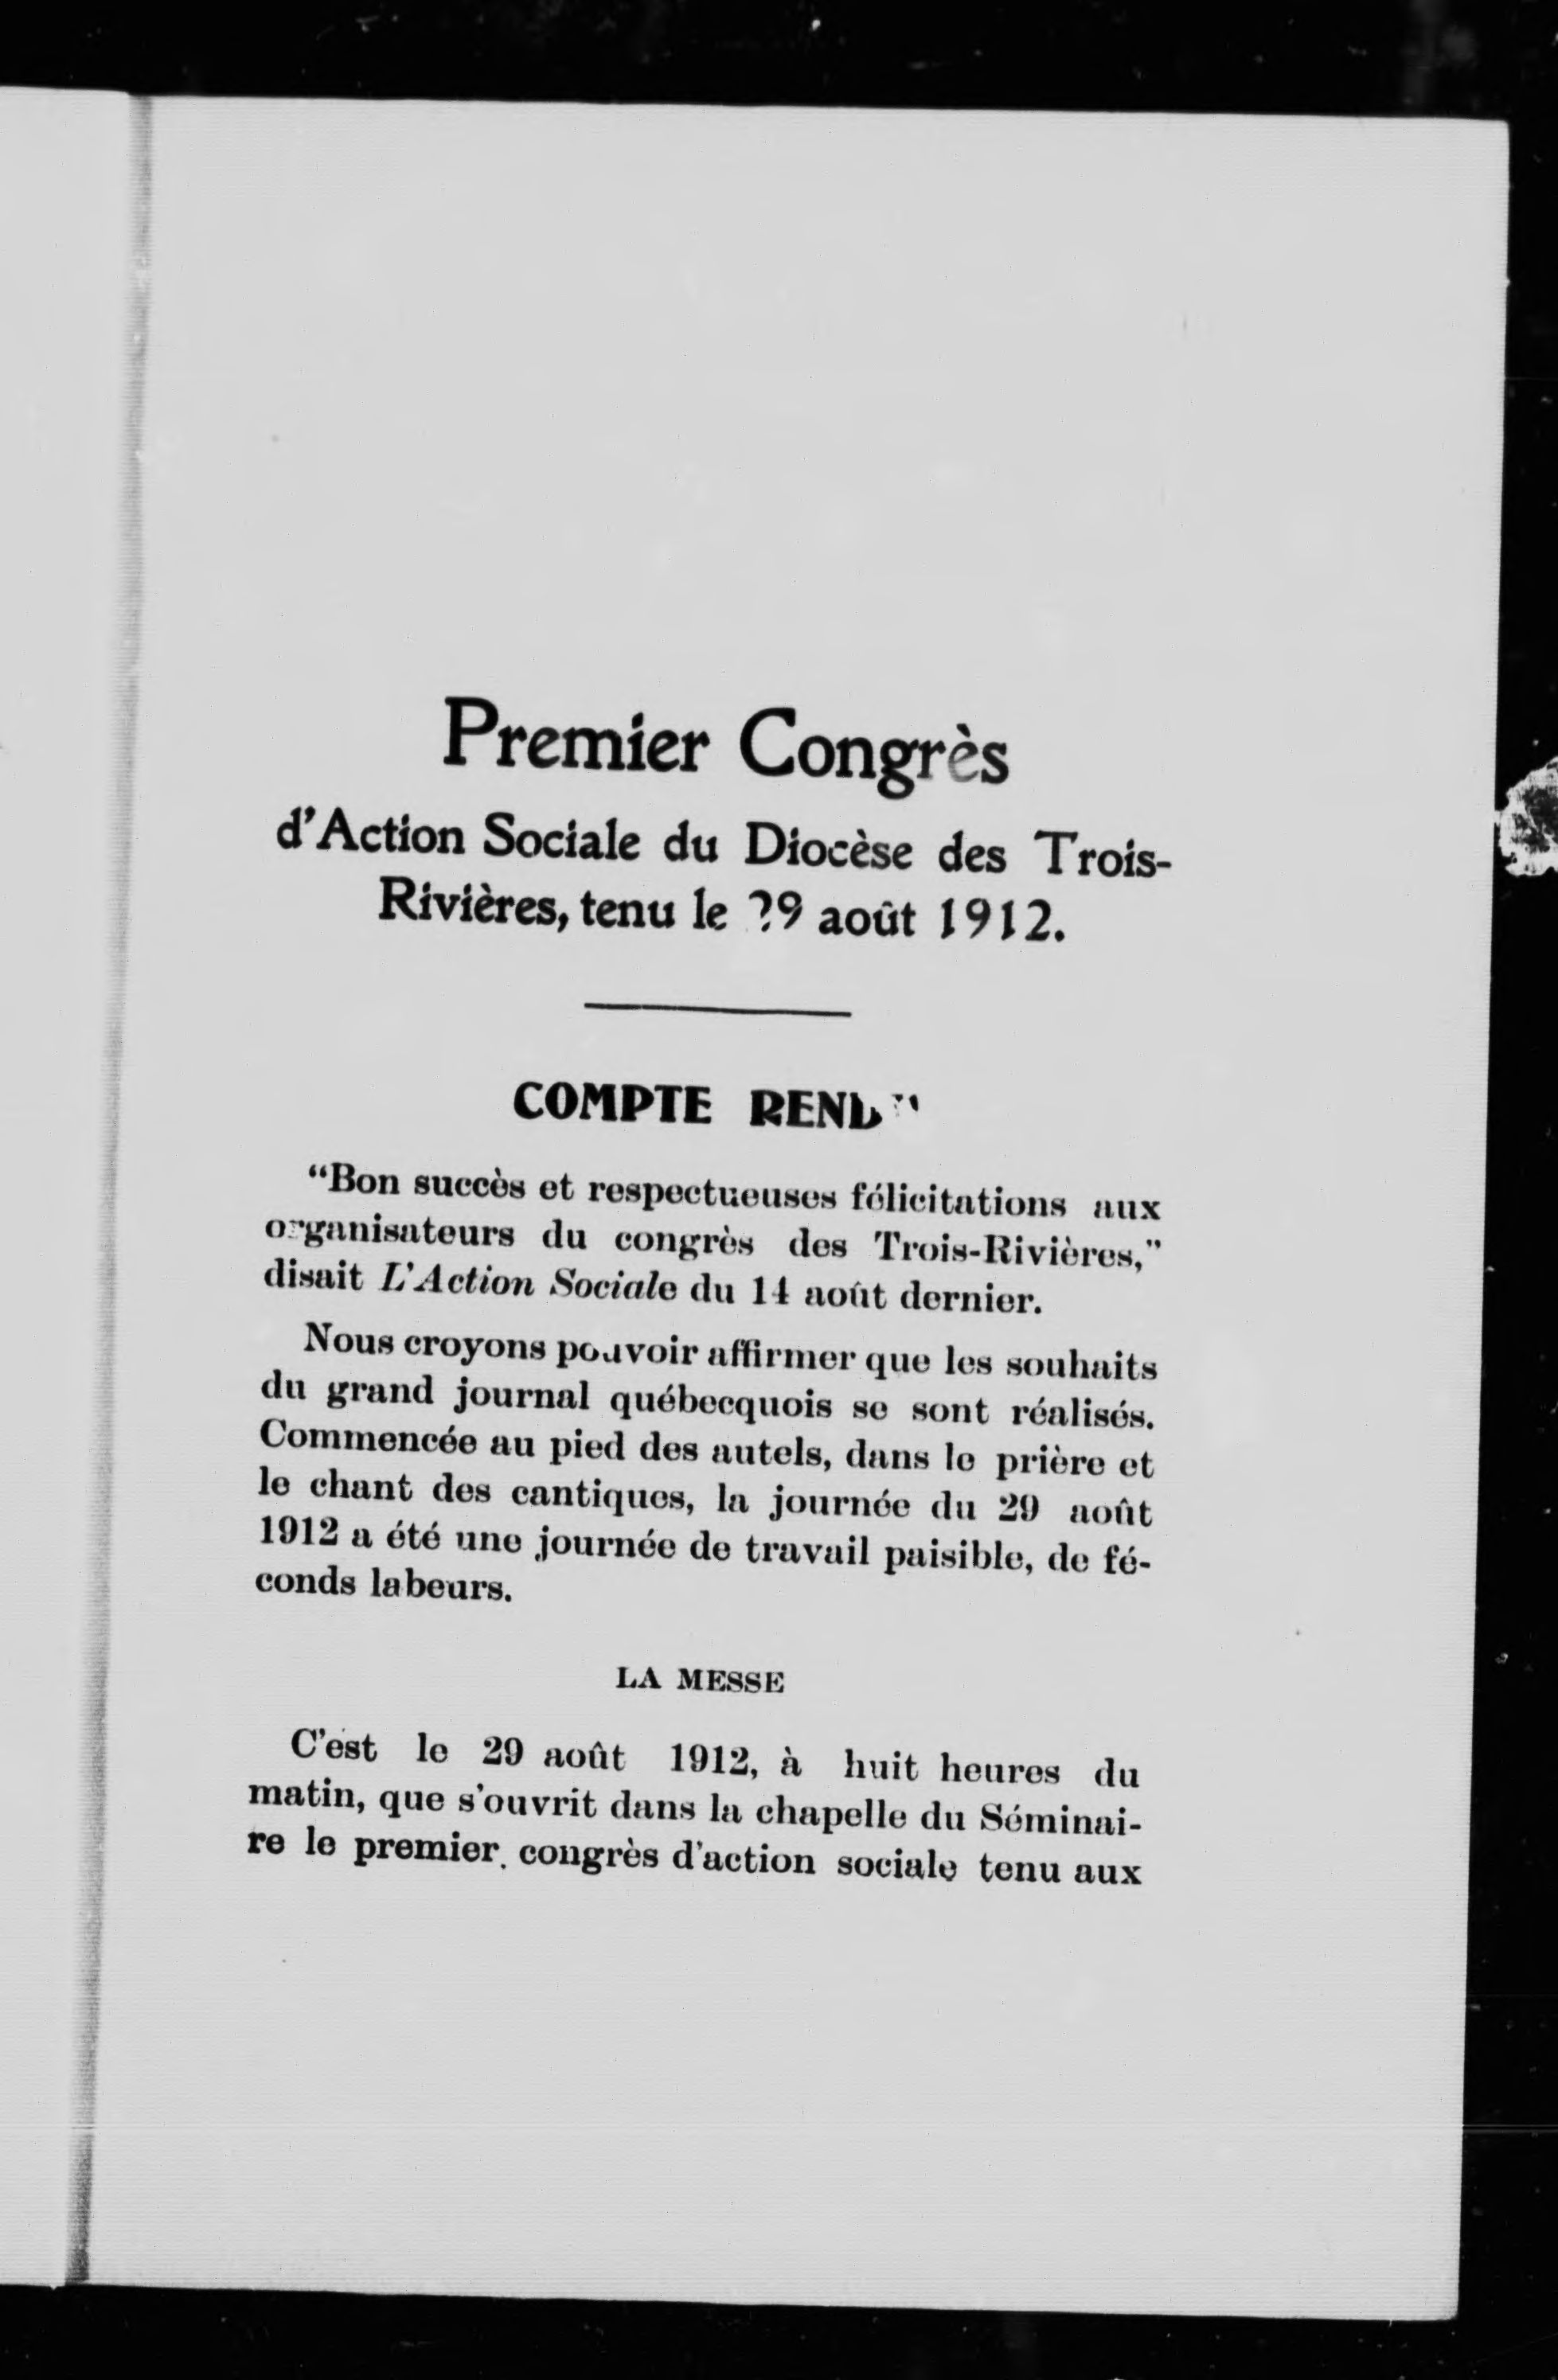 Premier Congrès
d'Action Sociale du Diocèse des Trois-
Rivières, tenu le 29 août 1912.
COMPTE RENDU
“Bon succès et respectueuses félicitations aux
organisateurs du congrès des Trois-Rivières,”
disait L'Action Sociale du 14 août dernier.
Nous croyons pouvoir affirmer que les souhaits
du grand journal québecquois se sont réalisés.
Commencée au pied des autels, dans le prière et
le chant des cantiques, la journée du 29 août
1912 a été une journée de travail paisible, de fé-
conds labeurs.
LA MESSE
C'est le 29 août 1912, à huit heures du
matin, que s'ouvrit dans la chapelle du Séminai-
re le premier congrès d'action sociale tenu aux